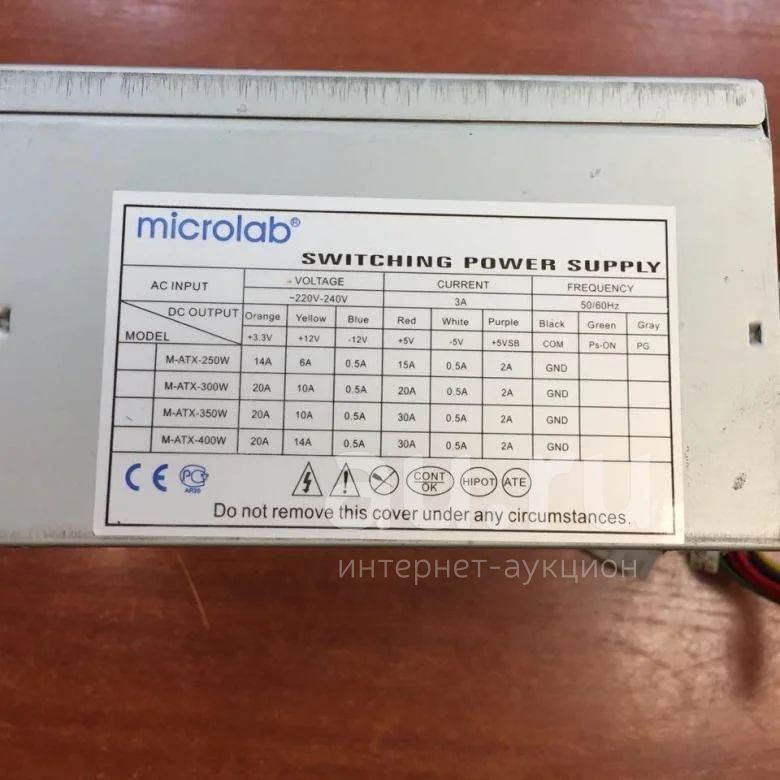 microlab®
SWITCHING POWER SUPPLY
AC INPUT VOLTAGE CURRENT FREQUENCY
~220V-240V 3A 50/60Hz
DC OUTPUT Orange Yellow Blue Red White Purple Black Green Gray
MODEL +3.3V +12V -12V +5V -5V +5VSB COM Ps-ON PG
M-ATX-250W 14A 6A 0.5A 15A 0.5A 2A GND
M-ATX-300W 20A 10A 0.5A 20A 0.5A 2A GND
M-ATX-350W 20A 10A 0.5A 30A 0.5A 2A GND
M-ATX-400W 20A 14A 0.5A 30A 0.5A 2A GND
CE PC CONT OK HIPOT ATE
Do not remove this cover under any circumstances.
au.ru
интернет-аукцион